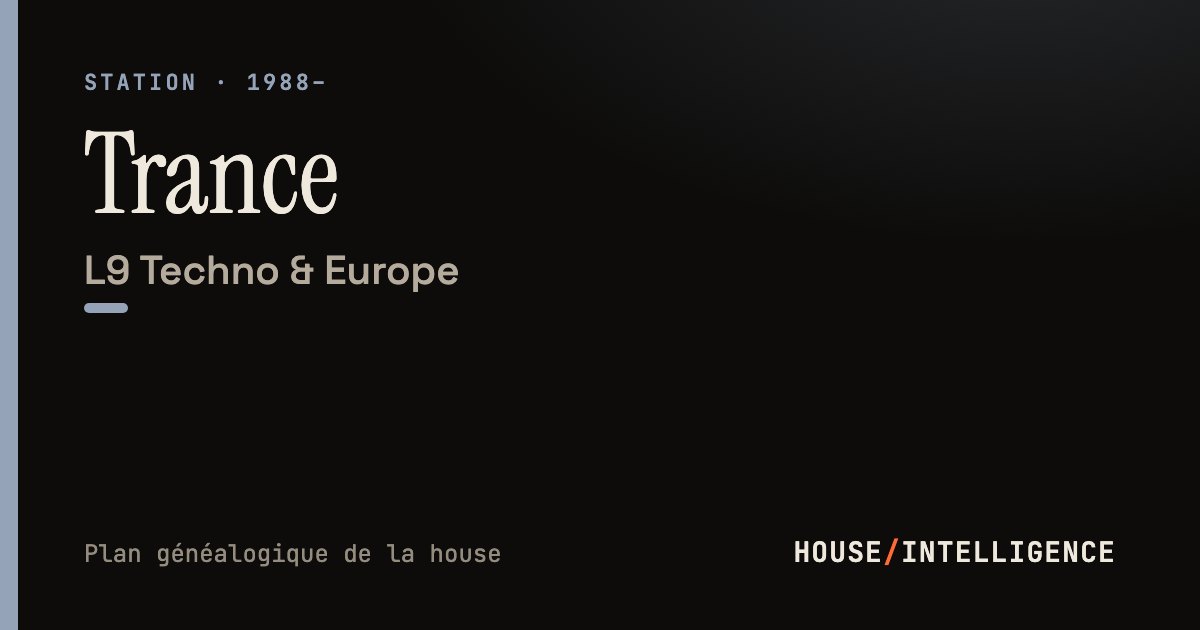 STATION · 1988–
Trance
L9 Techno & Europe
Plan généalogique de la house
HOUSE/INTELLIGENCE